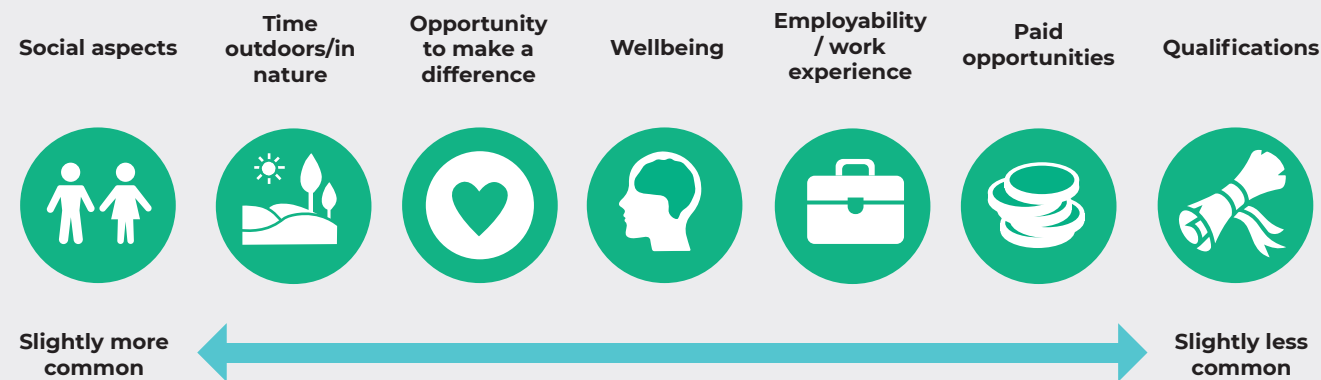 Social aspects
Time
outdoors/in
nature
Opportunity
to make a
difference
Wellbeing
Employability
/ work
experience
Paid
opportunities
Qualifications
Slightly more
common
Slightly less
common